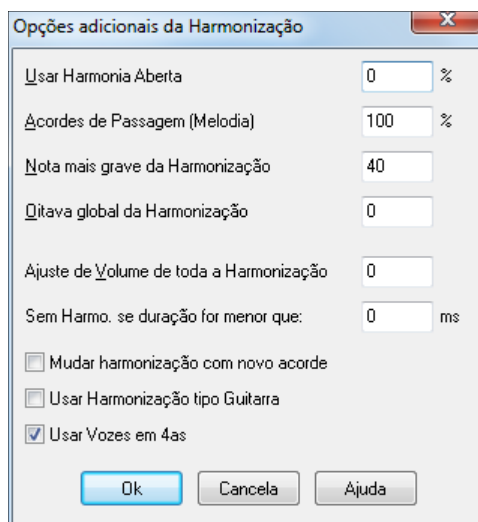 Opções adicionais da Harmonização
Usar Harmonia Aberta 0 %
Acordes de Passagem (Melodia) 100 %
Nota mais grave da Harmonização 40
Oitava global da Harmonização 0
Ajuste de Volume de toda a Harmonização 0
Sem Harmo. se duração for menor que: 0 ms
Mudar harmonização com novo acorde
Usar Harmonização tipo Guitarra
Usar Vozes em 4as
Ok Cancela Ajuda